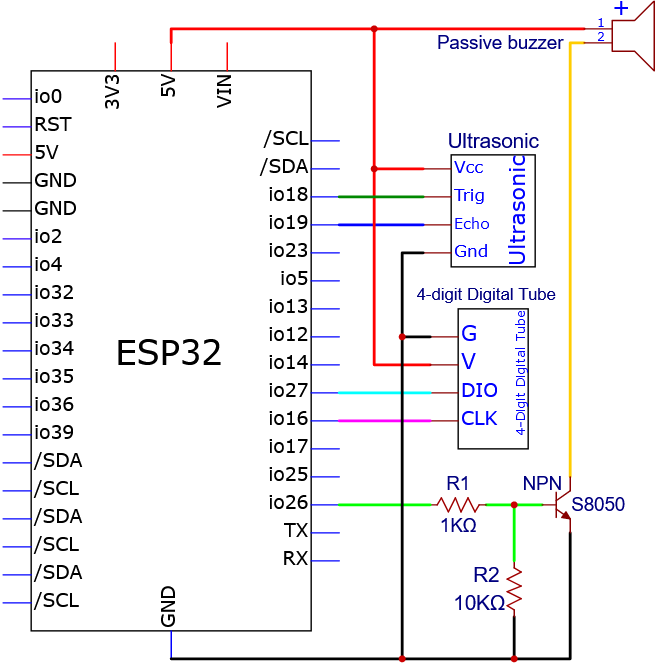 +
1
2
Passive buzzer
3V3
5V
VIN
io0
RST
5V
GND
GND
io2
io4
io32
io33
io34
io35
io36
io39
/SDA
/SCL
/SDA
/SCL
/SDA
/SCL
ESP32
GND
/SCL
/SDA
io18
io19
io23
io5
io13
io12
io14
io27
io16
io17
io25
io26
TX
RX
Ultrasonic
Vcc
Trig
Echo
Gnd
Ultrasonic
4-digit Digital Tube
G
V
DIO
CLK
4-Digit Digital Tube
R1
1KΩ
NPN
S8050
R2
10KΩ